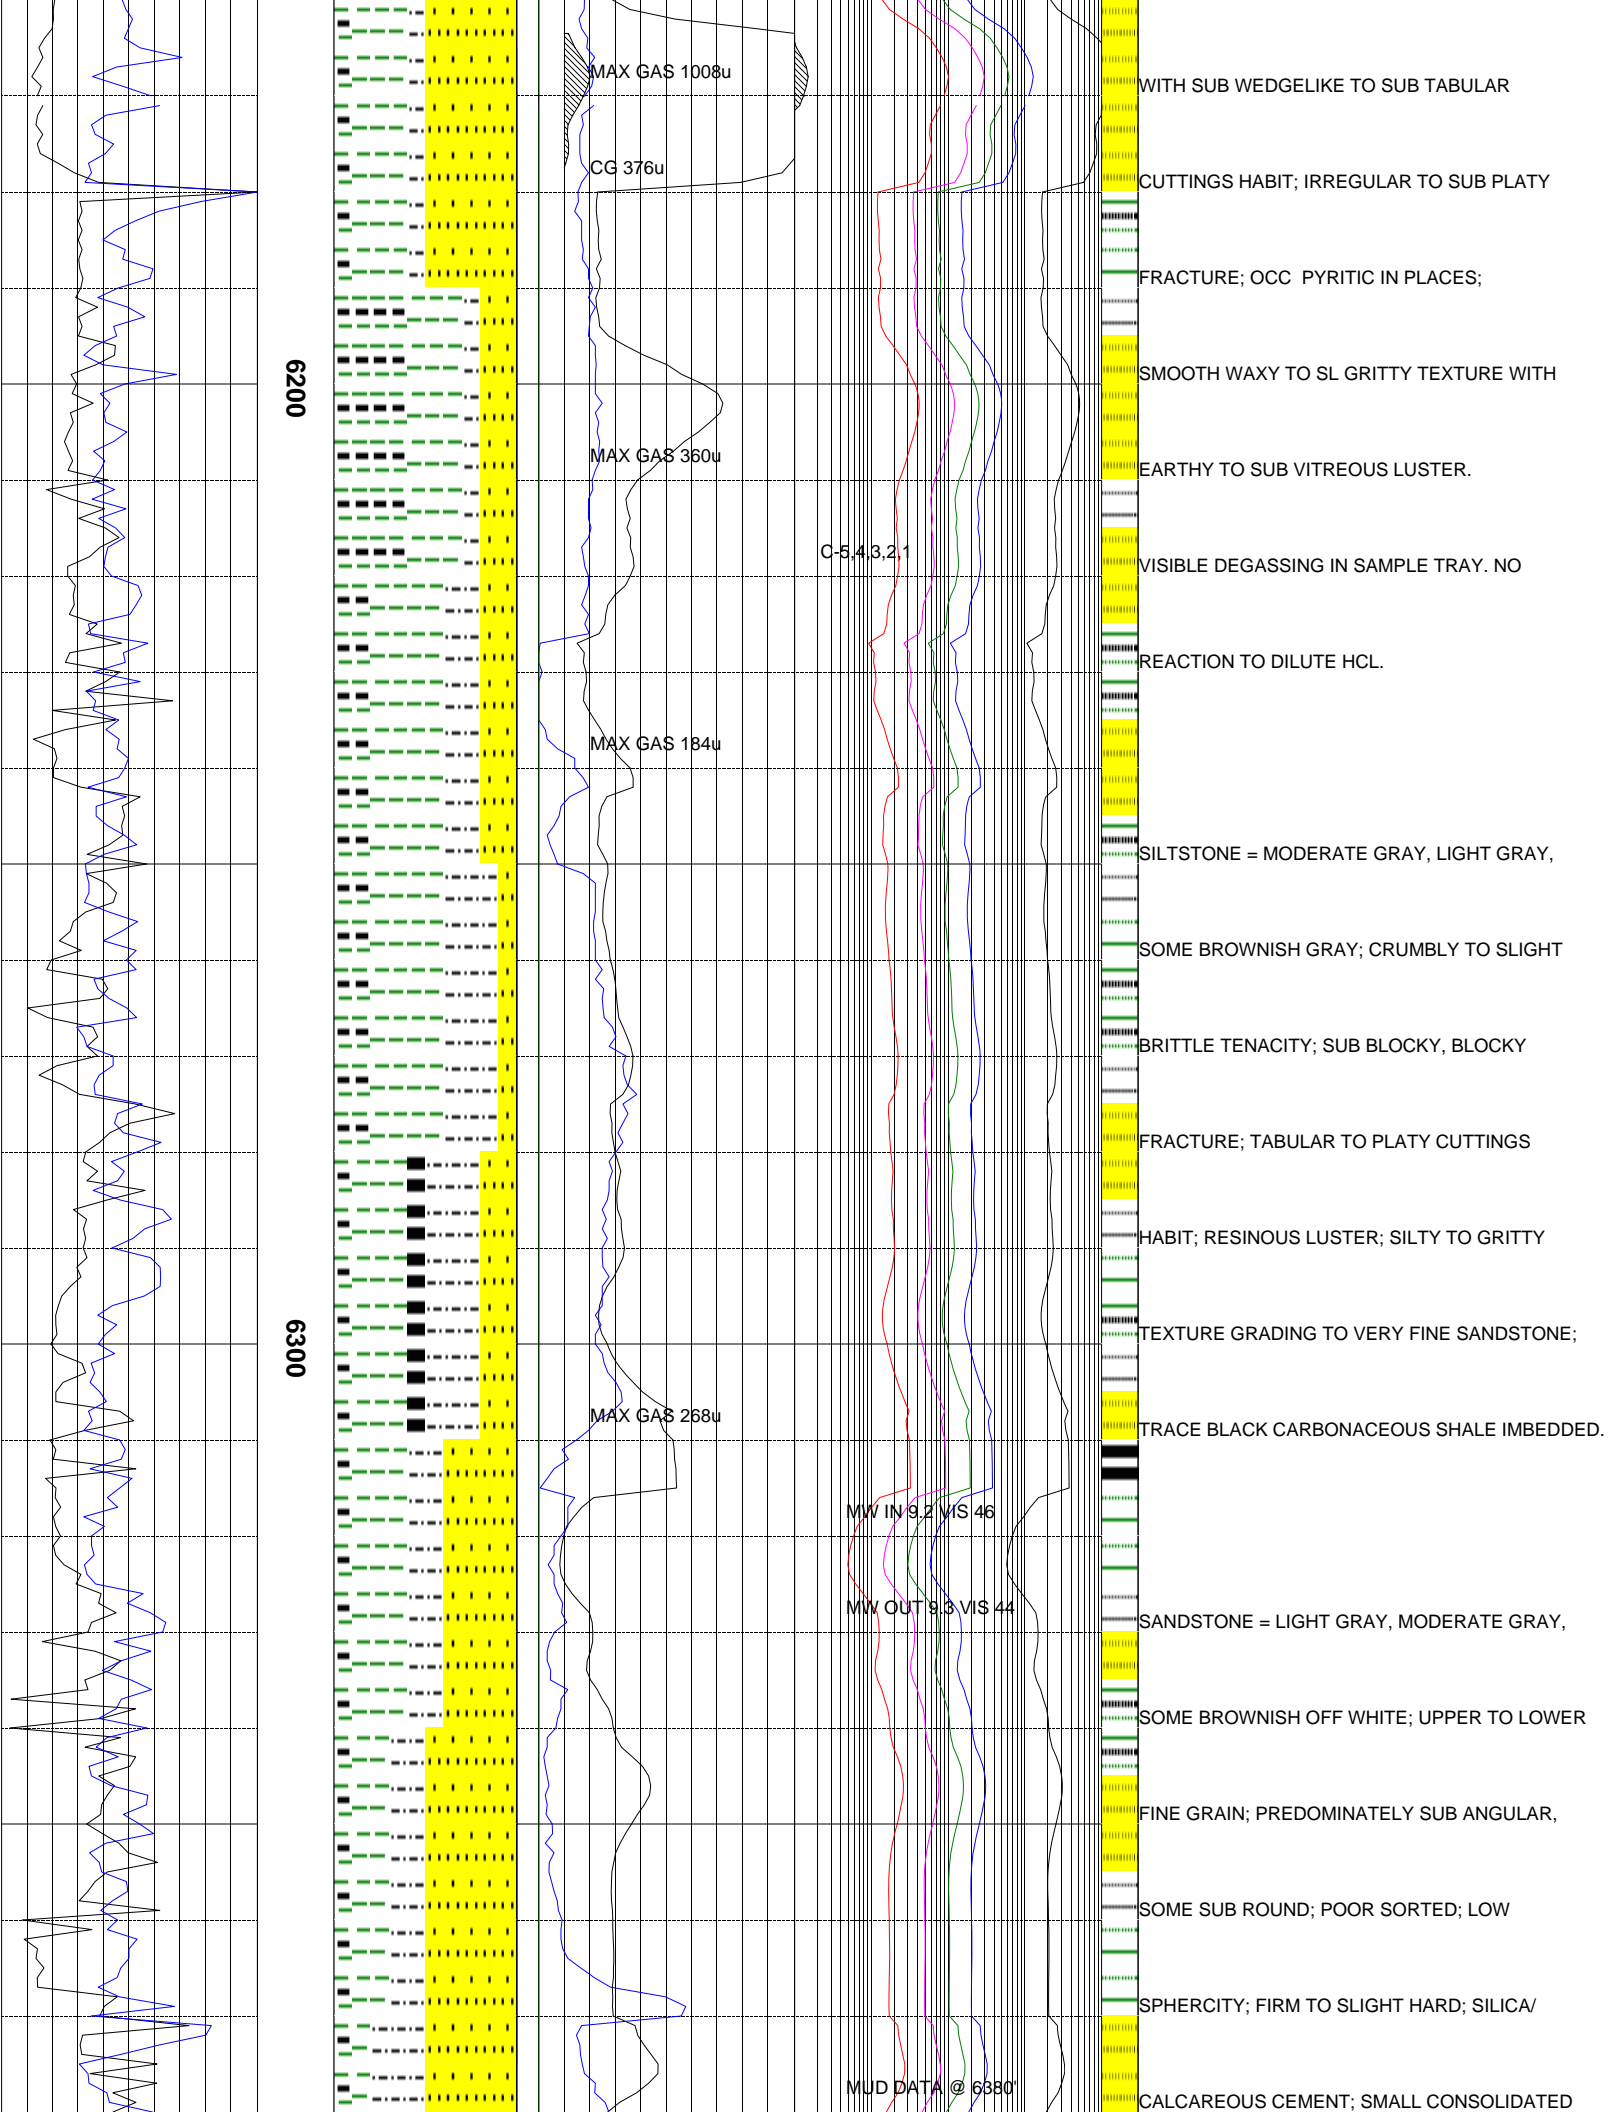 MAX GAS 1008u
WITH SUB WEDGELIKE TO SUB TABULAR
CG 376u
CUTTINGS HABIT; IRREGULAR TO SUB PLATY
FRACTURE; OCC  PYRITIC IN PLACES;
6200
SMOOTH WAXY TO SL GRITTY TEXTURE WITH
MAX GAS 360u
EARTHY TO SUB VITREOUS LUSTER.
C-5,4,3,2,1
VISIBLE DEGASSING IN SAMPLE TRAY. NO
REACTION TO DILUTE HCL.
MAX GAS 184u
SILTSTONE = MODERATE GRAY, LIGHT GRAY,
SOME BROWNISH GRAY; CRUMBLY TO SLIGHT
BRITTLE TENACITY; SUB BLOCKY, BLOCKY
FRACTURE; TABULAR TO PLATY CUTTINGS
HABIT; RESINOUS LUSTER; SILTY TO GRITTY
6300
TEXTURE GRADING TO VERY FINE SANDSTONE;
MAX GAS 268u
TRACE BLACK CARBONACEOUS SHALE IMBEDDED.
MW IN 9.2 VIS 46
MW OUT 9.3 VIS 44
SANDSTONE = LIGHT GRAY, MODERATE GRAY,
SOME BROWNISH OFF WHITE; UPPER TO LOWER
FINE GRAIN; PREDOMINATELY SUB ANGULAR,
SOME SUB ROUND; POOR SORTED; LOW
SPHERCITY; FIRM TO SLIGHT HARD; SILICA/
MUD DATA @ 6380'
CALCAREOUS CEMENT; SMALL CONSOLIDATED